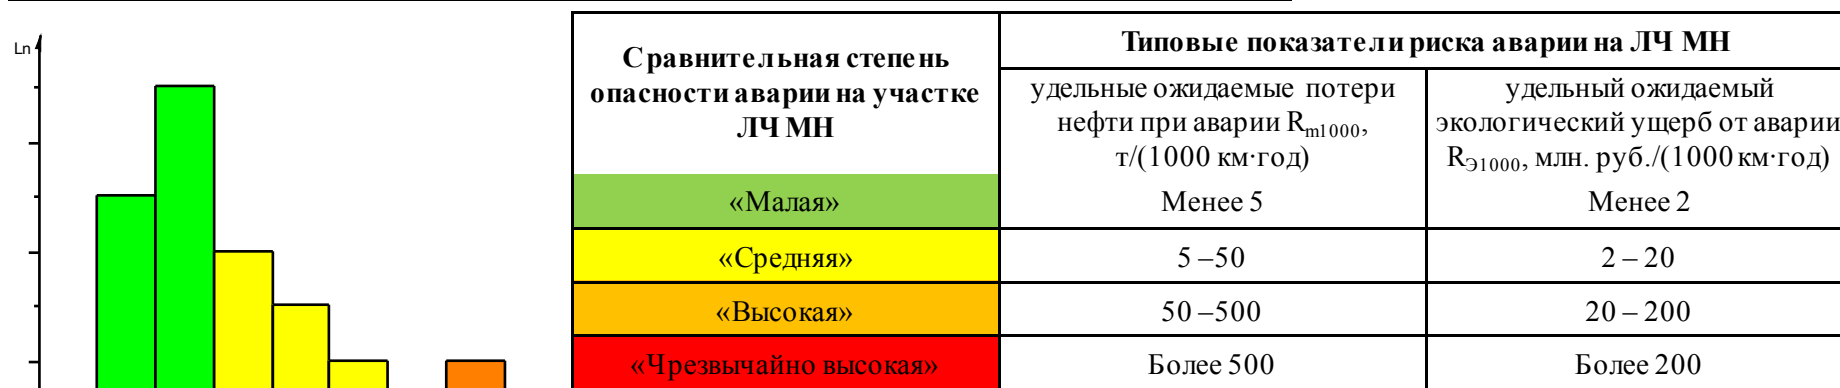 Ln
Сравнительная степень
опасности аварии на участке
ЛЧ МН
Типовые показатели риска аварии на ЛЧ МН
удельные ожидаемые потери
нефти при аварии Rm1000,
т/(1000 км·год)
удельный ожидаемый
экологический ущерб от аварии
RЭ1000, млн. руб./(1000 км·год)
«Малая»
Менее 5
Менее 2
«Средняя»
5 –50
2 – 20
«Высокая»
50 –500
20 – 200
«Чрезвычайно высокая»
Более 500
Более 200